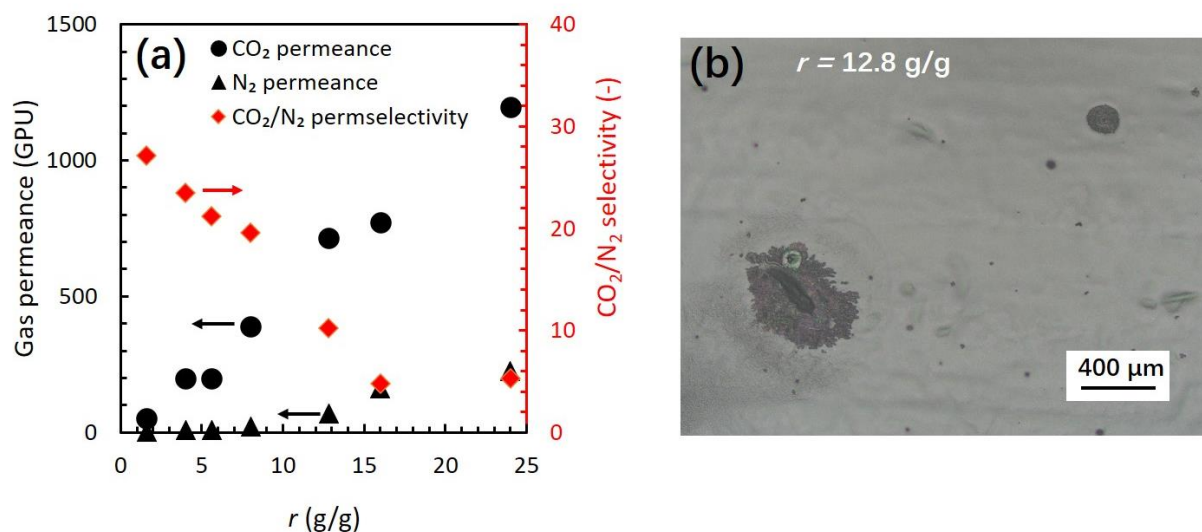 (a)
CO₂ permeance
N₂ permeance
CO₂/N₂ permselectivity
Gas permeance (GPU)
1500
1000
500
0
0 5 10 15 20 25
r (g/g)
40
30
20
10
0
CO₂/N₂ selectivity (-)
(b)
r = 12.8 g/g
400 μm